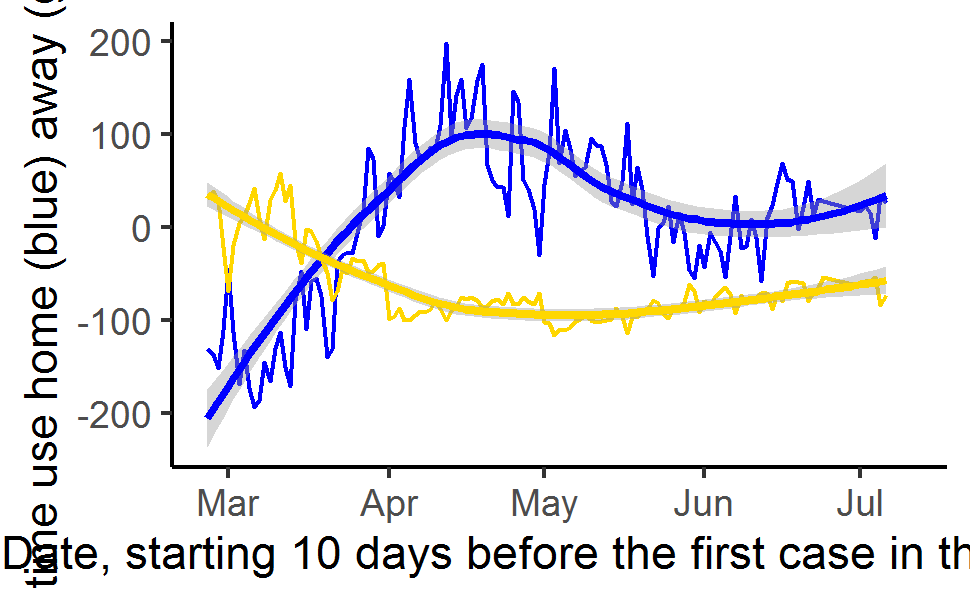 time use home (blue) away (
200
100
0
-100
-200
Mar Apr May Jun Jul
Date, starting 10 days before the first case in th